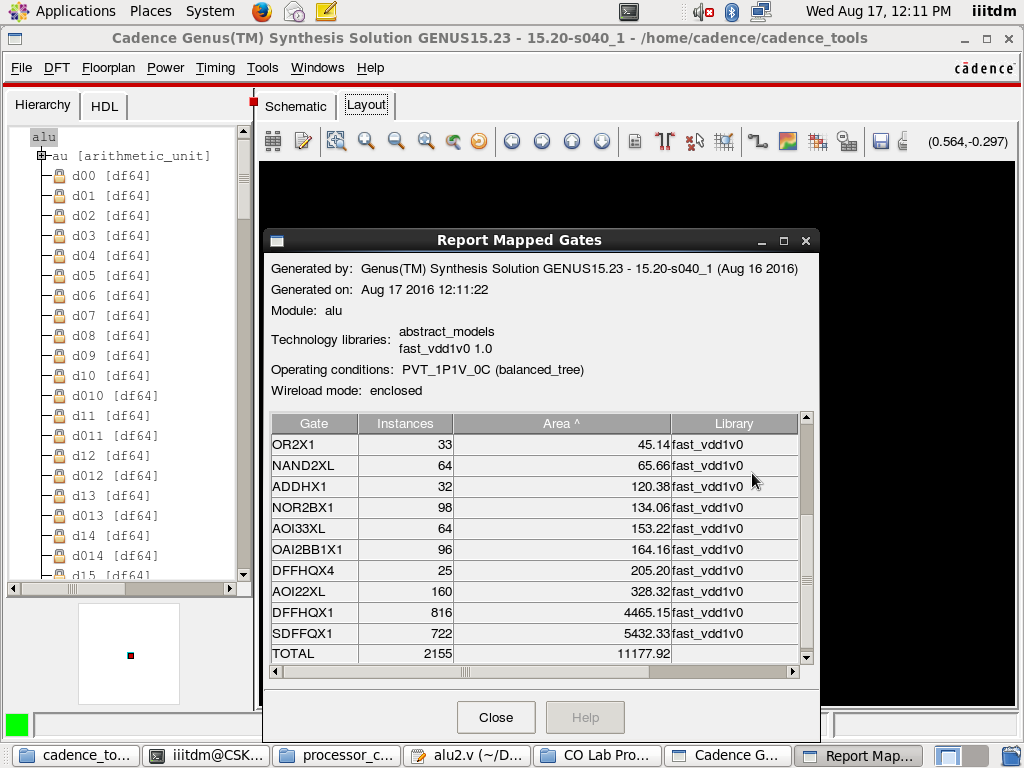 Applications Places System Wed Aug 17, 12:11 PM iiitdm
Cadence Genus(TM) Synthesis Solution GENUS15.23 - 15.20-s040_1 - /home/cadence/cadence_tools
File DFT Floorplan Power Timing Tools Windows Help cādence
Hierarchy HDL
Schematic Layout
(0.564,-0.297)
alu
au [arithmetic_unit]
d00 [df64]
d01 [df64]
d02 [df64]
d03 [df64]
d04 [df64]
d05 [df64]
d06 [df64]
d07 [df64]
d08 [df64]
d09 [df64]
d10 [df64]
d010 [df64]
d11 [df64]
d011 [df64]
d12 [df64]
d012 [df64]
d13 [df64]
d013 [df64]
d14 [df64]
d014 [df64]
d15 [df64]
Report Mapped Gates
Generated by: Genus(TM) Synthesis Solution GENUS15.23 - 15.20-s040_1 (Aug 16 2016)
Generated on: Aug 17 2016 12:11:22
Module: alu
Technology libraries: abstract_models
fast_vdd1v0 1.0
Operating conditions: PVT_1P1V_0C (balanced_tree)
Wireload mode: enclosed
Gate Instances Area ^ Library
OR2X1 33 45.14 fast_vdd1v0
NAND2XL 64 65.66 fast_vdd1v0
ADDHX1 32 120.38 fast_vdd1v0
NOR2BX1 98 134.06 fast_vdd1v0
AOI33XL 64 153.22 fast_vdd1v0
OAI2BB1X1 96 164.16 fast_vdd1v0
DFFHQX4 25 205.20 fast_vdd1v0
AOI22XL 160 328.32 fast_vdd1v0
DFFHQX1 816 4465.15 fast_vdd1v0
SDFFQX1 722 5432.33 fast_vdd1v0
TOTAL 2155 11177.92
Close Help
cadence_to... iiitdm@CSK... processor_c... alu2.v (~/D... CO Lab Pro... Cadence G... Report Map...